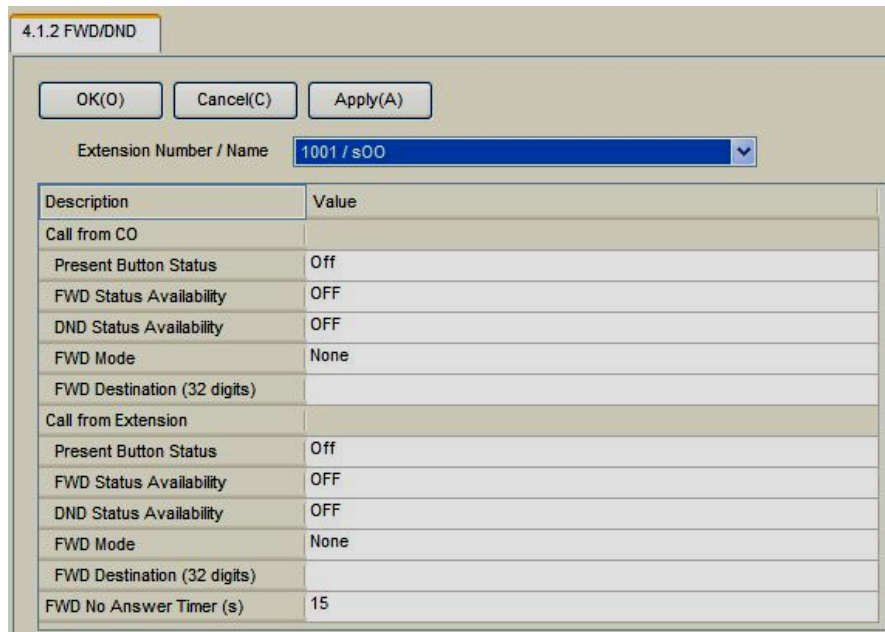 4.1.2 FWD/DND
OK(O) Cancel(C) Apply(A)
Extension Number / Name 1001 / sOO
Description Value
Call from CO
Present Button Status Off
FWD Status Availability OFF
DND Status Availability OFF
FWD Mode None
FWD Destination (32 digits)
Call from Extension
Present Button Status Off
FWD Status Availability OFF
DND Status Availability OFF
FWD Mode None
FWD Destination (32 digits)
FWD No Answer Timer (s) 15